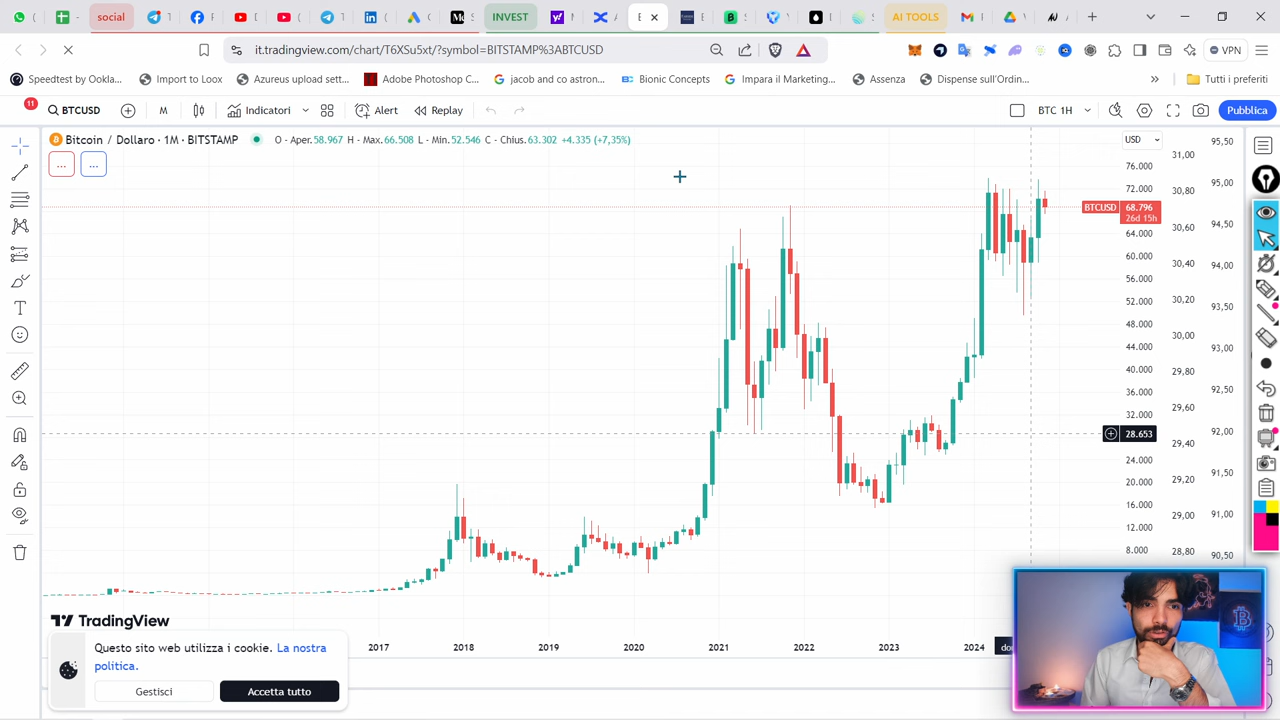 social
INVEST
AI TOOLS
it.tradingview.com/chart/T6XSu5xt/?symbol=BITSTAMP%3ABTCUSD
VPN
Speedtest by Ookla...
Import to Loox
Azureus upload sett...
Adobe Photoshop C...
jacob and co astron...
Bionic Concepts
Impara il Marketing...
Assenza
Dispense sull'Ordin...
Tutti i preferiti
11
BTCUSD
M
Indicatori
Alert
Replay
BTC 1H
Pubblica
Bitcoin / Dollaro · 1M · BITSTAMP
O - Aper.58.967 H - Max.66.508 L - Min.52.546 C - Chius.63.302 +4.335 (+7,35%)
USD
76.000
72.000
BTCUSD 68.796
26d 15h
64.000
60.000
56.000
52.000
48.000
44.000
40.000
36.000
32.000
28.653
24.000
20.000
16.000
12.000
8.000
31,00
30,80
30,60
30,40
30,20
30,00
29,80
29,60
29,40
29,20
29,00
28,80
95,50
95,00
94,50
94,00
93,50
93,00
92,50
92,00
91,50
91,00
90,50
TradingView
2017
2018
2019
2020
2021
2022
2023
2024
Questo sito web utilizza i cookie. La nostra
politica.
Gestisci
Accetta tutto